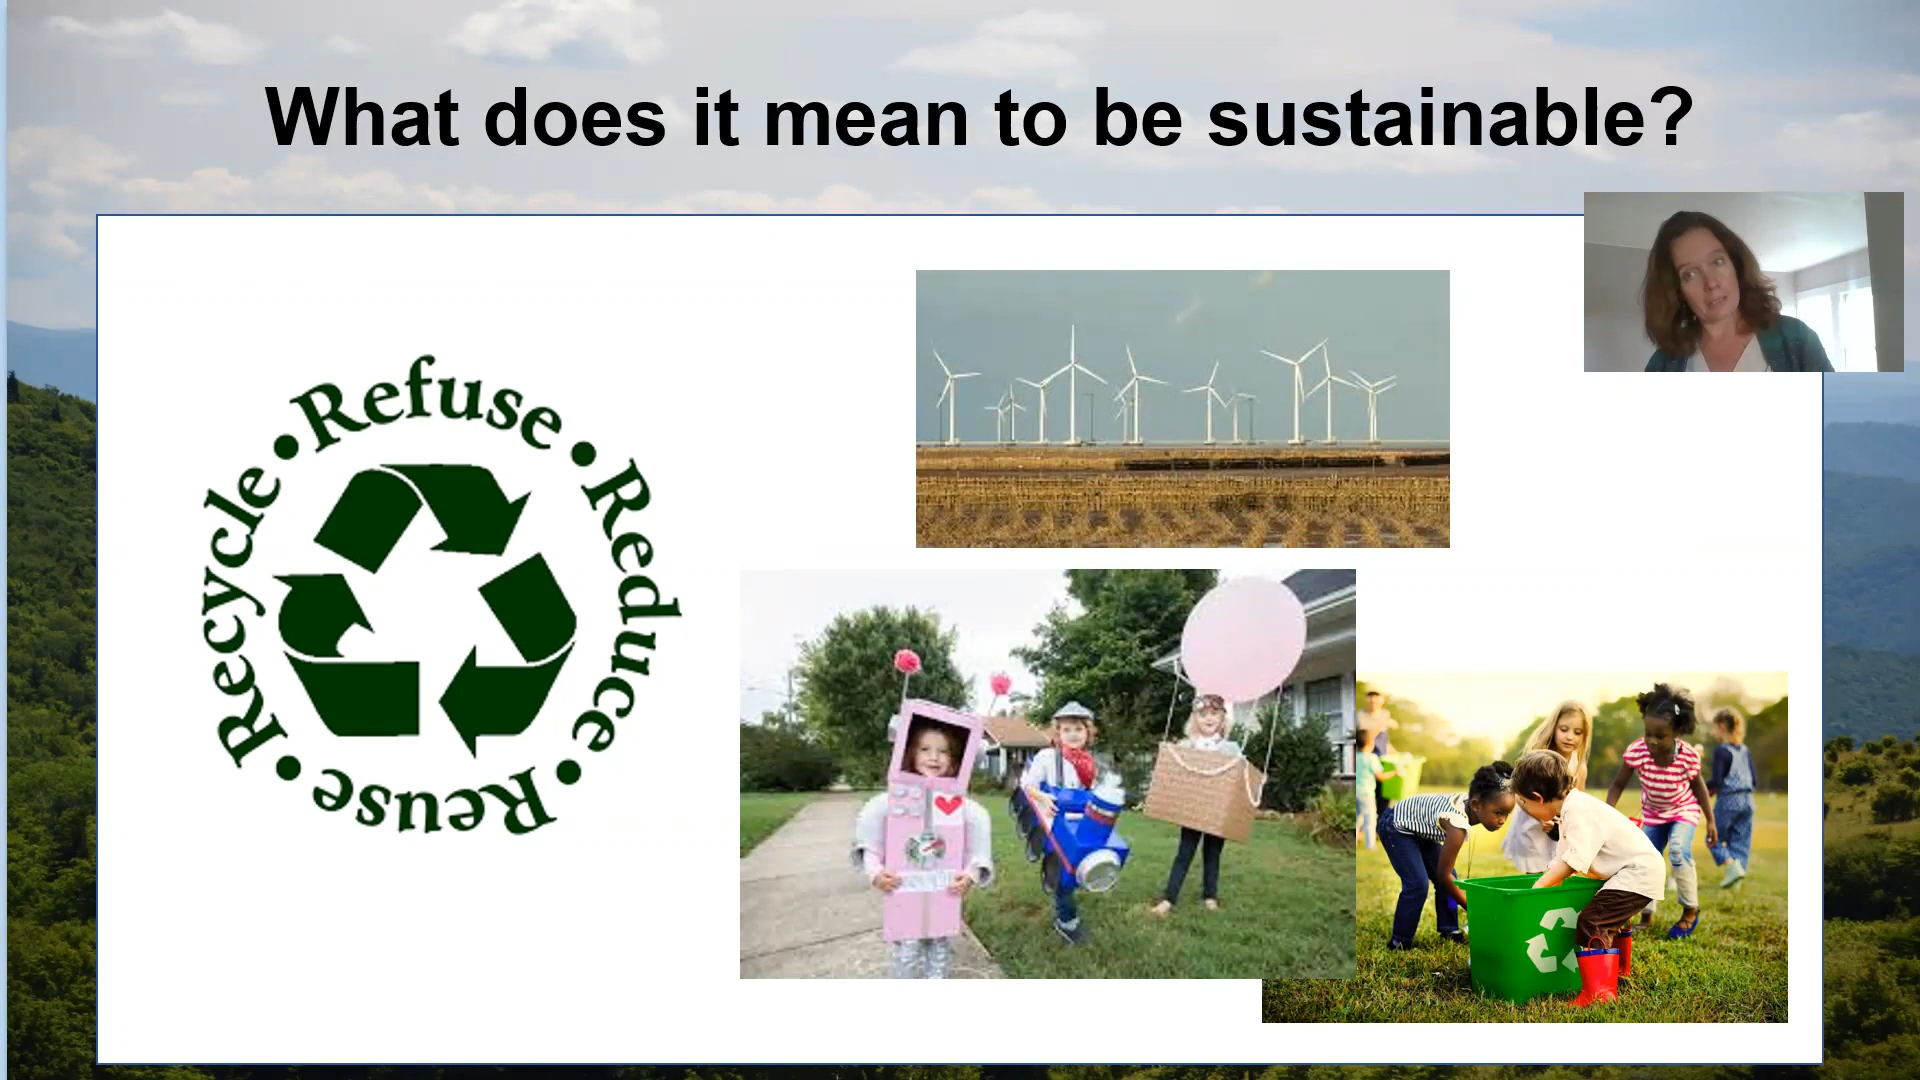 What does it mean to be sustainable?
Refuse • Reduce • Reuse • Recycle •